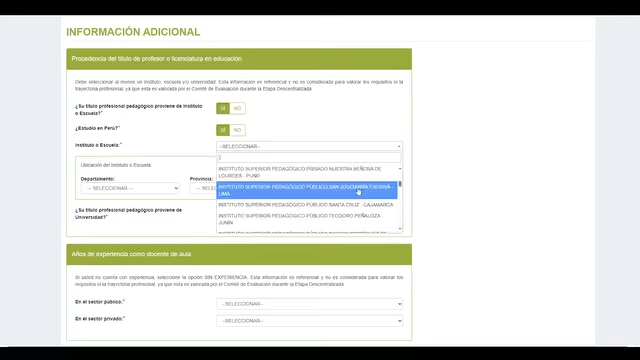 INFORMACIÓN ADICIONAL
Procedencia del título de profesor o licenciatura en educación
Debe seleccionar al menos un instituto, escuela y/o universidad. Esta información es referencial y no es considerada para valorar los requisitos ni la
trayectoria profesional, ya que esta es valorada por el Comité de Evaluación durante la Etapa Descentralizada
¿Su título profesional pedagógico proviene de Instituto
o Escuela?*
SI NO
¿Estudió en Perú?*
SI NO
Instituto o Escuela:*
--SELECCIONAR--
INSTITUTO SUPERIOR PEDAGÓGICO PRIVADO NUESTRA SEÑORA DE
LOURDES - PUNO
INSTITUTO SUPERIOR PEDAGÓGICO PÚBLICO SAN JOSEMARÍA ESCRIVÁ -
LIMA
INSTITUTO SUPERIOR PEDAGÓGICO PÚBLICO SANTA CRUZ - CAJAMARCA
INSTITUTO SUPERIOR PEDAGÓGICO PÚBLICO TEODORO PEÑALOZA -
JUNIN
Ubicación del Instituto o Escuela:
Departamento:
Provincia:
--- SELECCIONAR ---
--- SELEC
¿Su título profesional pedagógico proviene de
Universidad?*
Años de experiencia como docente de aula
Si usted no cuenta con experiencia, seleccione la opción SIN EXPERIENCIA. Esta información es referencial y no es considerada para valorar los
requisitos ni la trayectoria profesional, ya que esta es valorada por el Comité de Evaluación durante la Etapa Descentralizada
En el sector público:*
--SELECCIONAR--
En el sector privado:*
--SELECCIONAR--